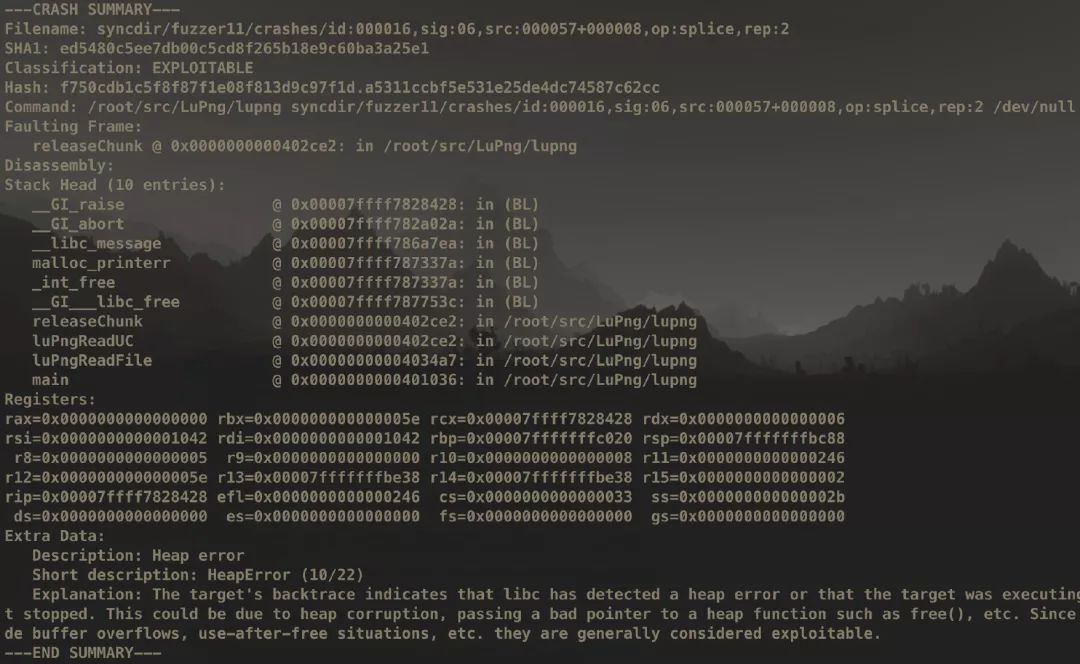 ---CRASH SUMMARY---
Filename: syncdir/fuzzer11/crashes/id:000016,sig:06,src:000057+000008,op:splice,rep:2
SHA1: ed5480c5ee7db00c5cd8f265b18e9c60ba3a25e1
Classification: EXPLOITABLE
Hash: f750cdb1c5f8f87f1e08f813d9c97f1d.a5311ccbf5e531e25de4dc74587c62cc
Command: /root/src/LuPng/lupng syncdir/fuzzer11/crashes/id:000016,sig:06,src:000057+000008,op:splice,rep:2 /dev/null
Faulting Frame:
   releaseChunk @ 0x0000000000402ce2: in /root/src/LuPng/lupng
Disassembly:
Stack Head (10 entries):
   __GI_raise                @ 0x00007ffff7828428: in (BL)
   __GI_abort                @ 0x00007ffff782a02a: in (BL)
   __libc_message            @ 0x00007ffff786a7ea: in (BL)
   malloc_printerr           @ 0x00007ffff787337a: in (BL)
   _int_free                 @ 0x00007ffff787337a: in (BL)
   __GI___libc_free          @ 0x00007ffff787753c: in (BL)
   releaseChunk              @ 0x0000000000402ce2: in /root/src/LuPng/lupng
   luPngReadUC               @ 0x0000000000402ce2: in /root/src/LuPng/lupng
   luPngReadFile             @ 0x00000000004034a7: in /root/src/LuPng/lupng
   main                      @ 0x0000000000401036: in /root/src/LuPng/lupng
Registers:
rax=0x0000000000000000 rbx=0x000000000000005e rcx=0x00007ffff7828428 rdx=0x0000000000000006
rsi=0x0000000000001042 rdi=0x0000000000001042 rbp=0x00007fffffffc020 rsp=0x00007fffffffbc88
 r8=0x0000000000000005  r9=0x0000000000000000 r10=0x0000000000000008 r11=0x0000000000000246
r12=0x000000000000005e r13=0x00007fffffffbe38 r14=0x00007fffffffbe38 r15=0x0000000000000002
rip=0x00007ffff7828428 efl=0x0000000000000246  cs=0x0000000000000033  ss=0x000000000000002b
 ds=0x0000000000000000  es=0x0000000000000000  fs=0x0000000000000000  gs=0x0000000000000000
Extra Data:
   Description: Heap error
   Short description: HeapError (10/22)
   Explanation: The target's backtrace indicates that libc has detected a heap error or that the target was executing
t stopped. This could be due to heap corruption, passing a bad pointer to a heap function such as free(), etc. Since
de buffer overflows, use-after-free situations, etc. they are generally considered exploitable.
---END SUMMARY---